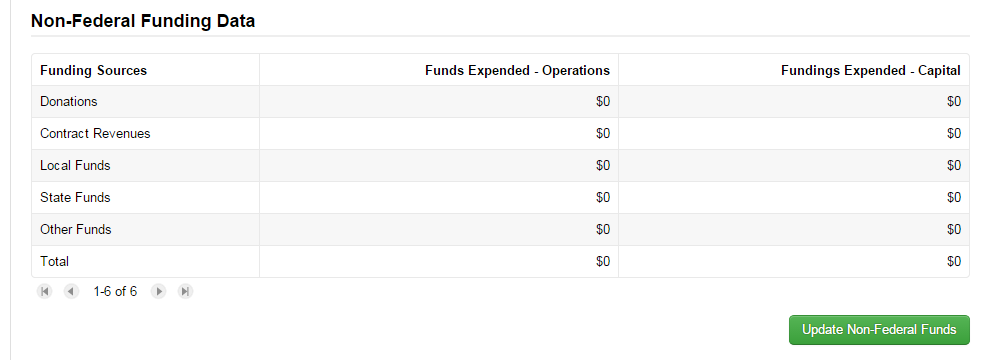 Non-Federal Funding Data
Funding Sources Funds Expended - Operations Fundings Expended - Capital
Donations $0 $0
Contract Revenues $0 $0
Local Funds $0 $0
State Funds $0 $0
Other Funds $0 $0
Total $0 $0
1-6 of 6
Update Non-Federal Funds